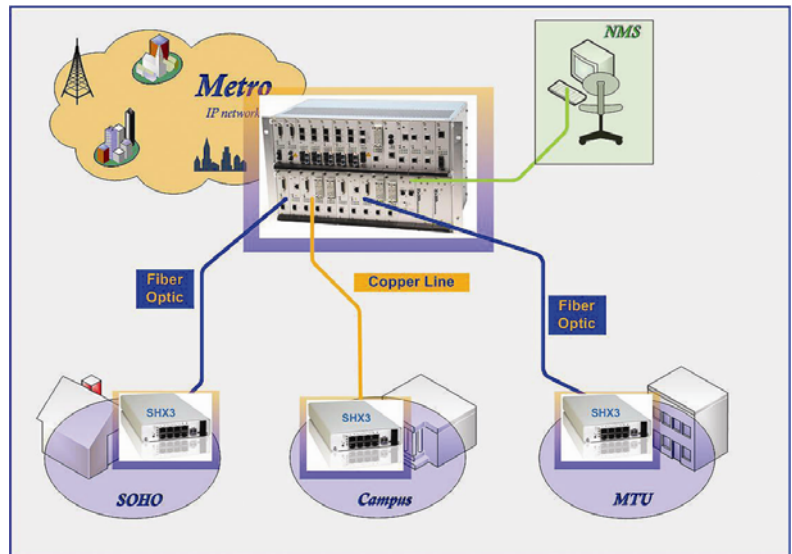 Metro
IP network
NMS
Fiber
Optic
Copper Line
Fiber
Optic
SHX3
SHX3
SHX3
SOHO
Campus
MTU